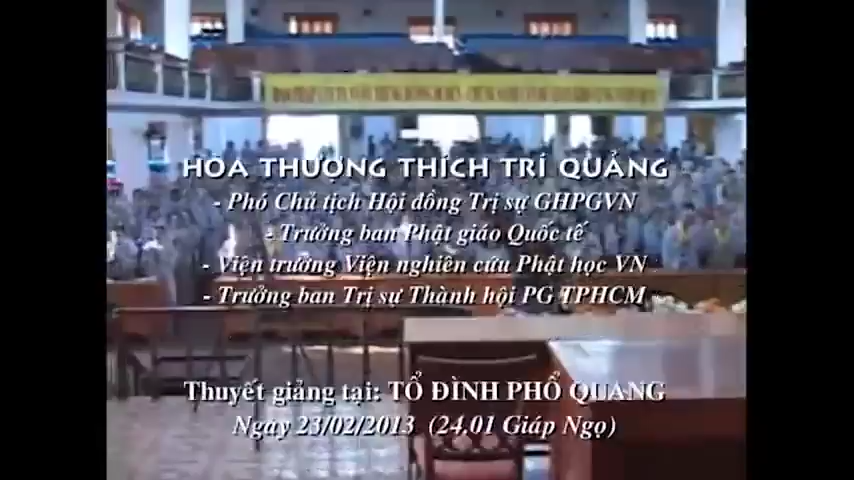 HÒA THƯỢNG THÍCH TRÍ QUẢNG
- Phó Chủ tịch Hội đồng Trị sự GHPGVN
- Trưởng ban Phật giáo Quốc tế
- Viện trưởng Viện nghiên cứu Phật học VN
- Trưởng ban Trị sự Thành hội PG TPHCM
Thuyết giảng tại: TỔ ĐÌNH PHỔ QUANG
Ngày 23/02/2013 (24.01 Giáp Ngọ)